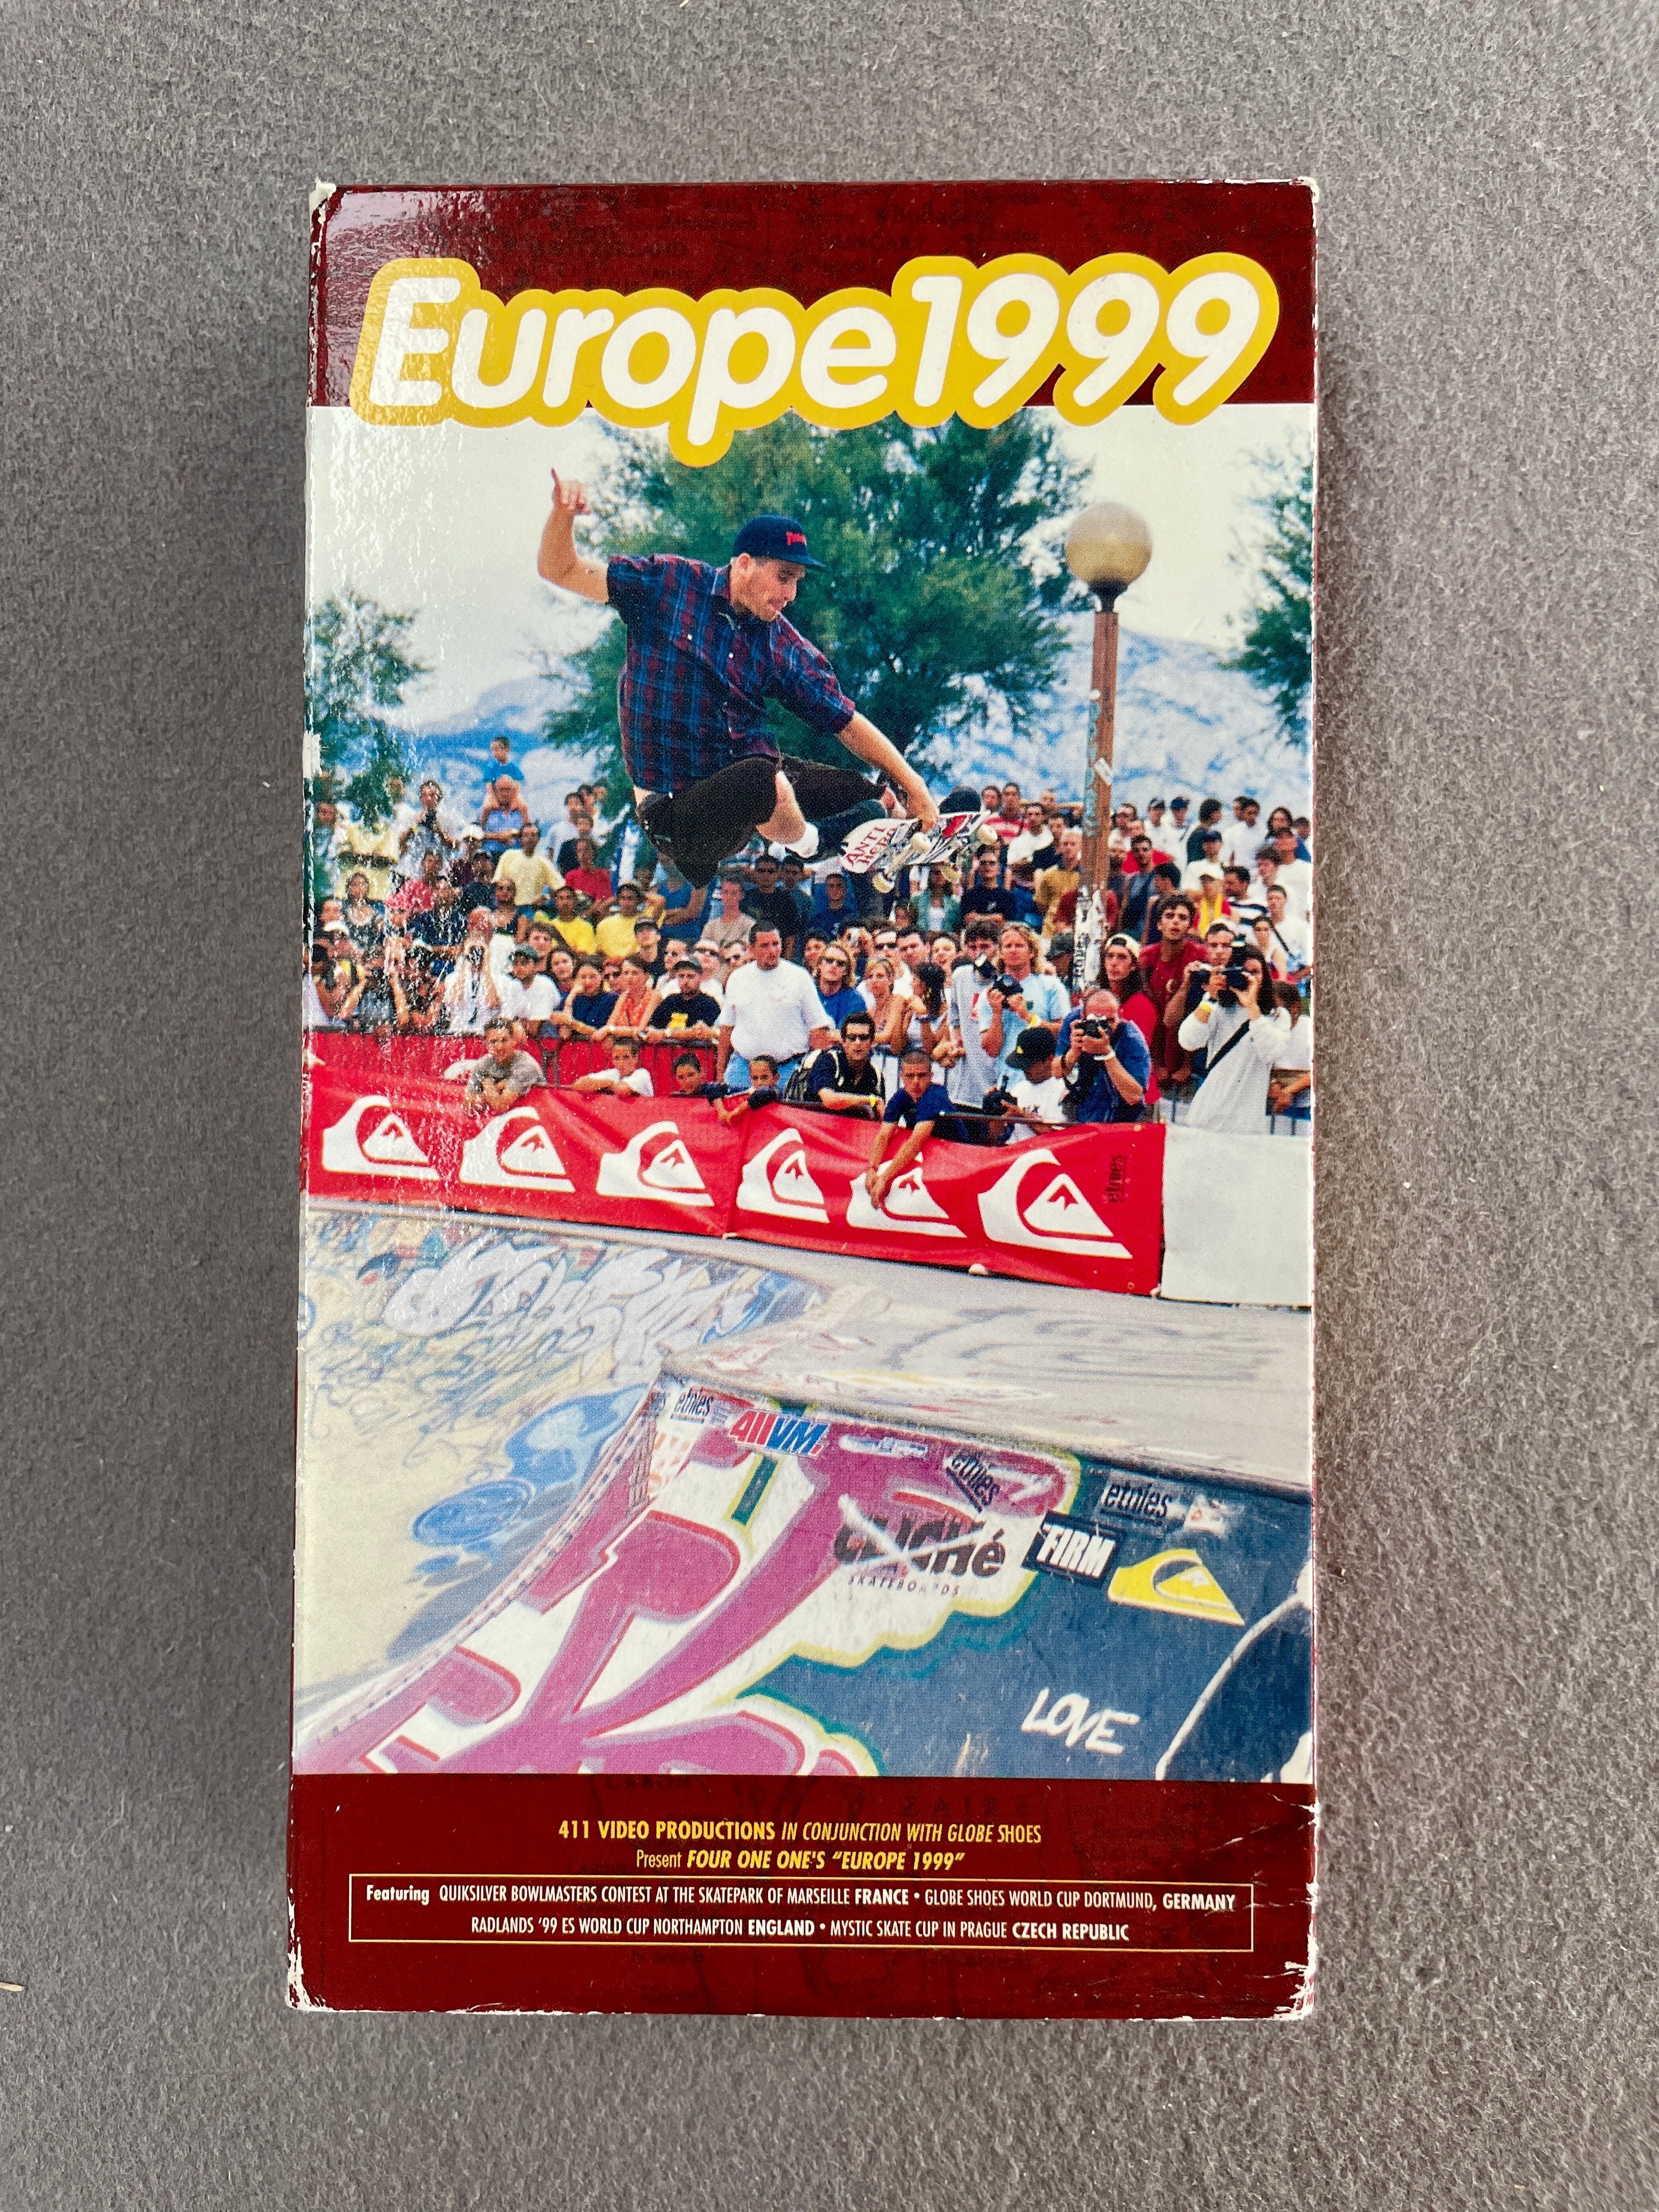 Europe1999
ANTI
HERO
etnies
etnies
411VM
etnies
etnies
CLICHé
SKATEBOARDS
FIRM
LOVE
411 VIDEO PRODUCTIONS IN CONJUNCTION WITH GLOBE SHOES
Present FOUR ONE ONE'S "EUROPE 1999"
Featuring QUIKSILVER BOWLMASTERS CONTEST AT THE SKATEPARK OF MARSEILLE FRANCE • GLOBE SHOES WORLD CUP DORTMUND, GERMANY
RADLANDS '99 ES WORLD CUP NORTHAMPTON ENGLAND • MYSTIC SKATE CUP IN PRAGUE CZECH REPUBLIC